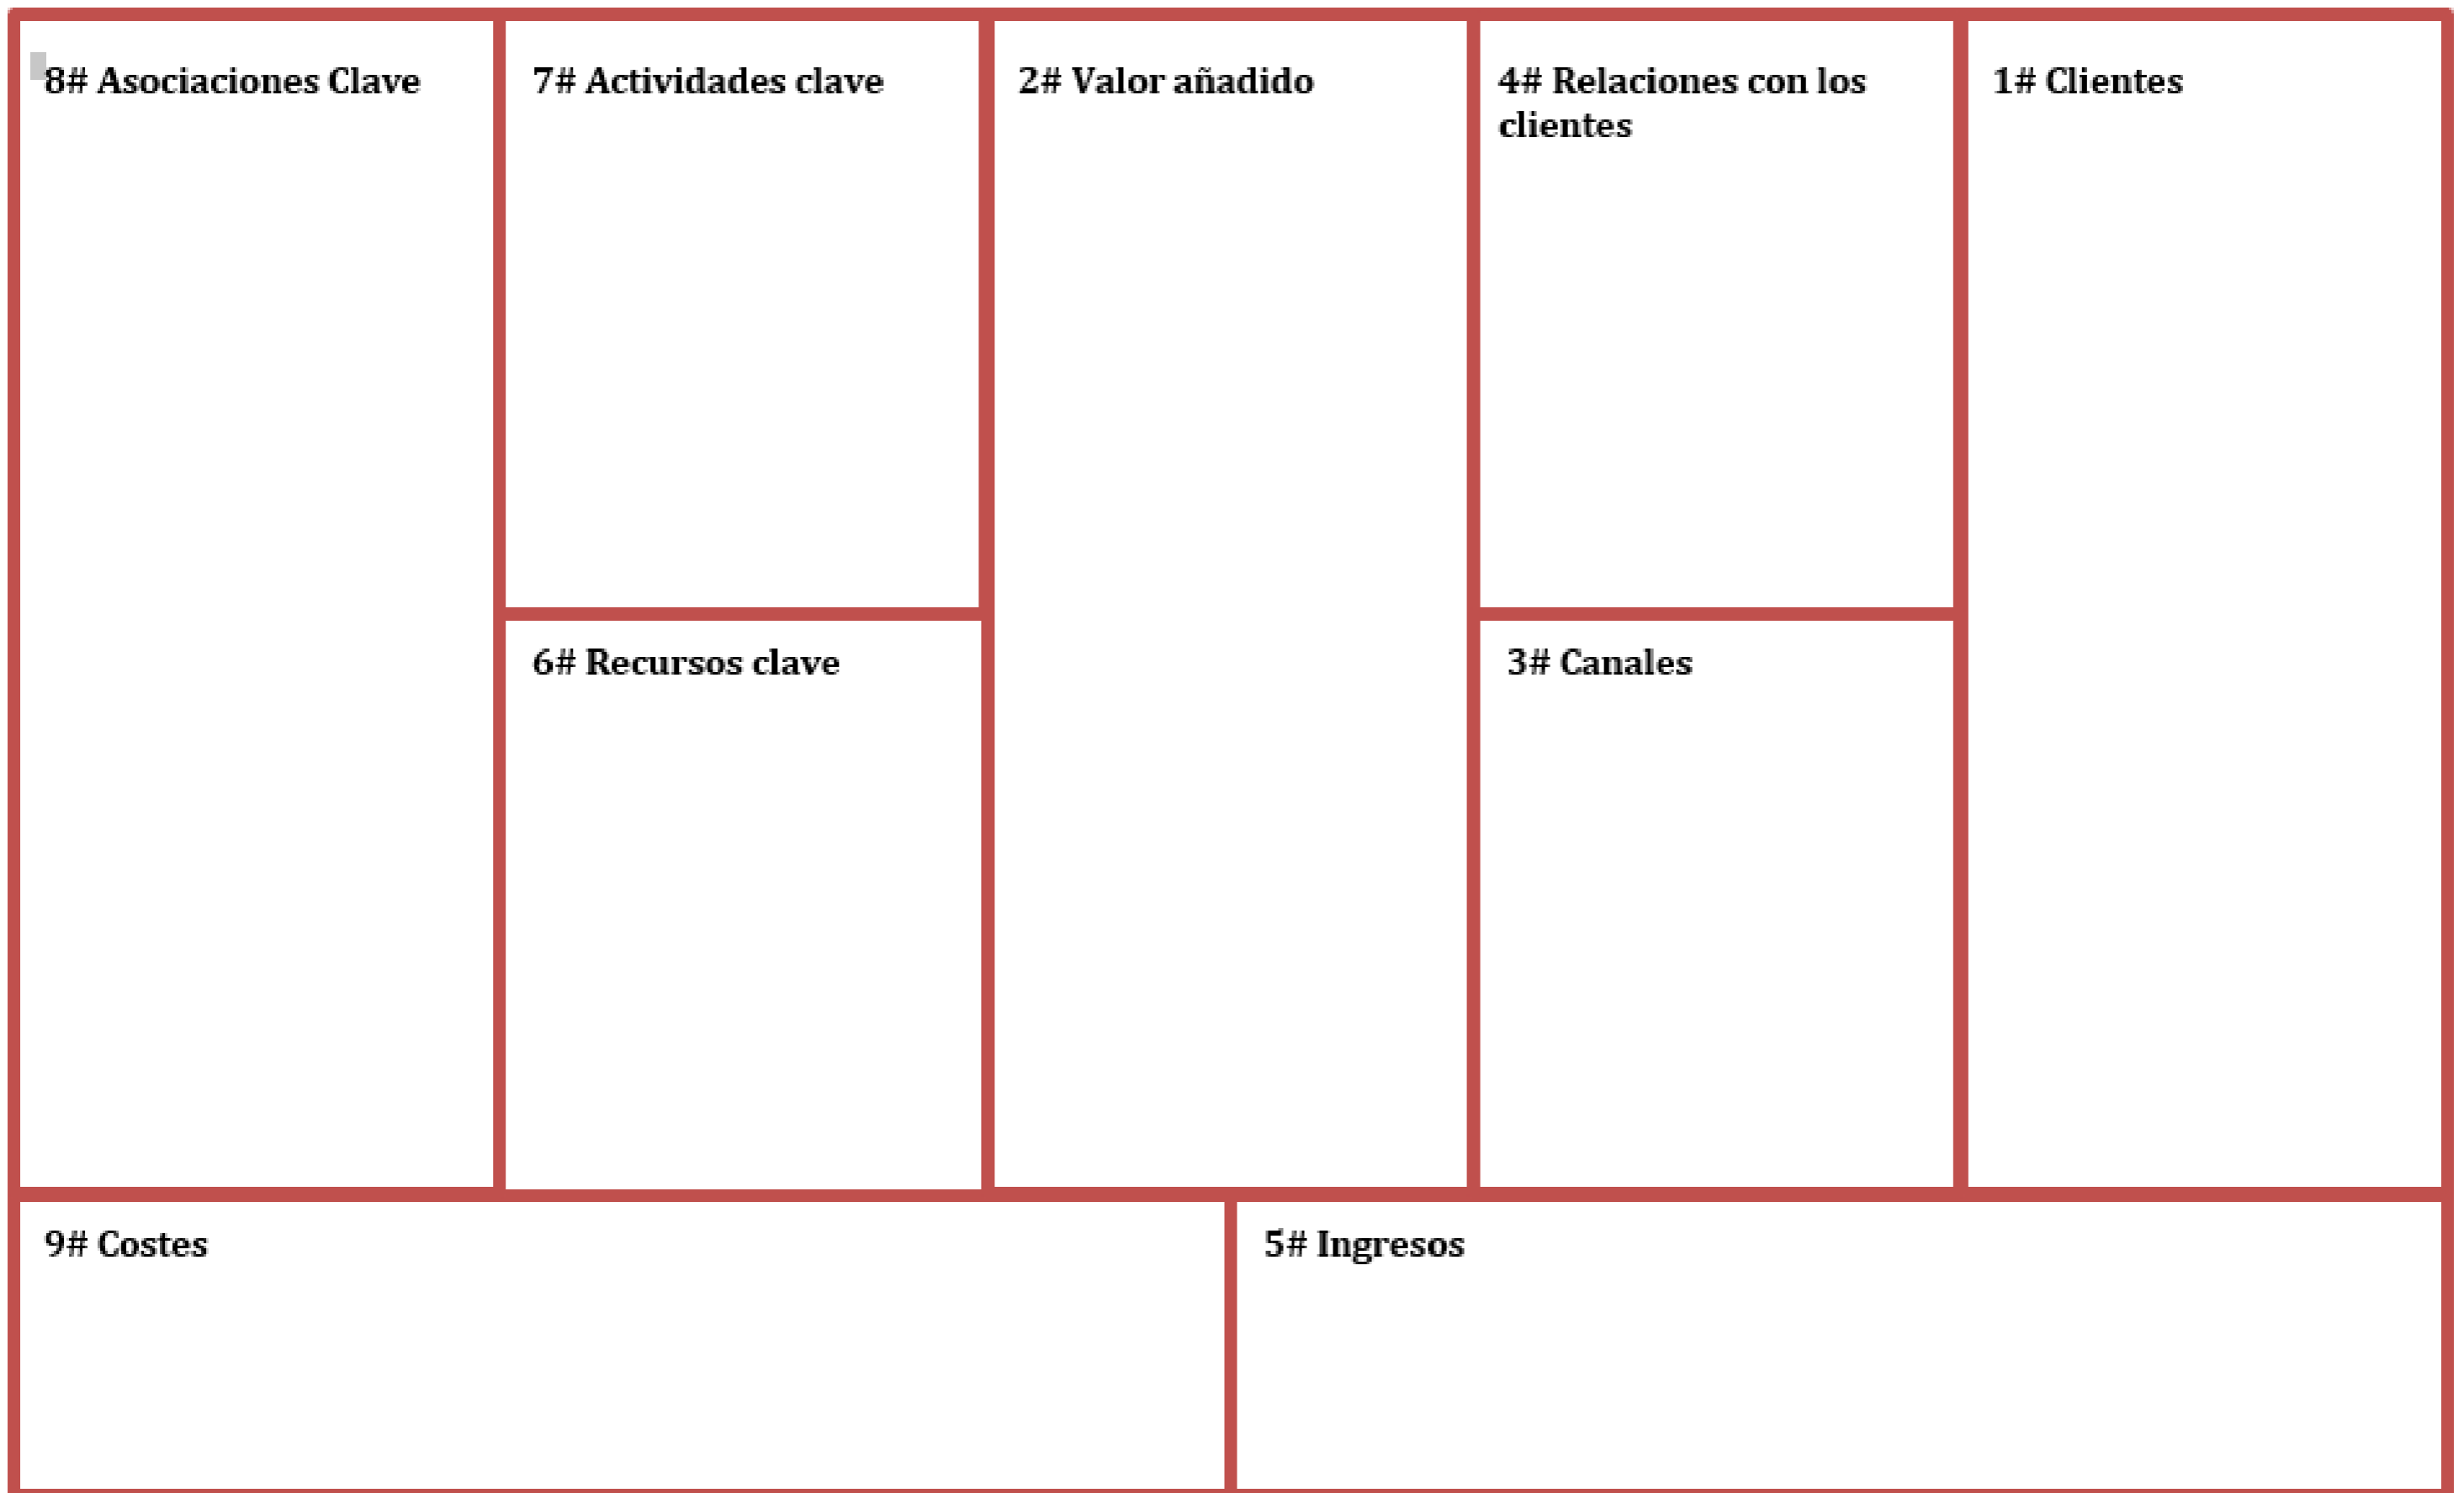 8# Asociaciones Clave
7# Actividades clave
2# Valor añadido
4# Relaciones con los
clientes
1# Clientes
6# Recursos clave
3# Canales
9# Costes
5# Ingresos